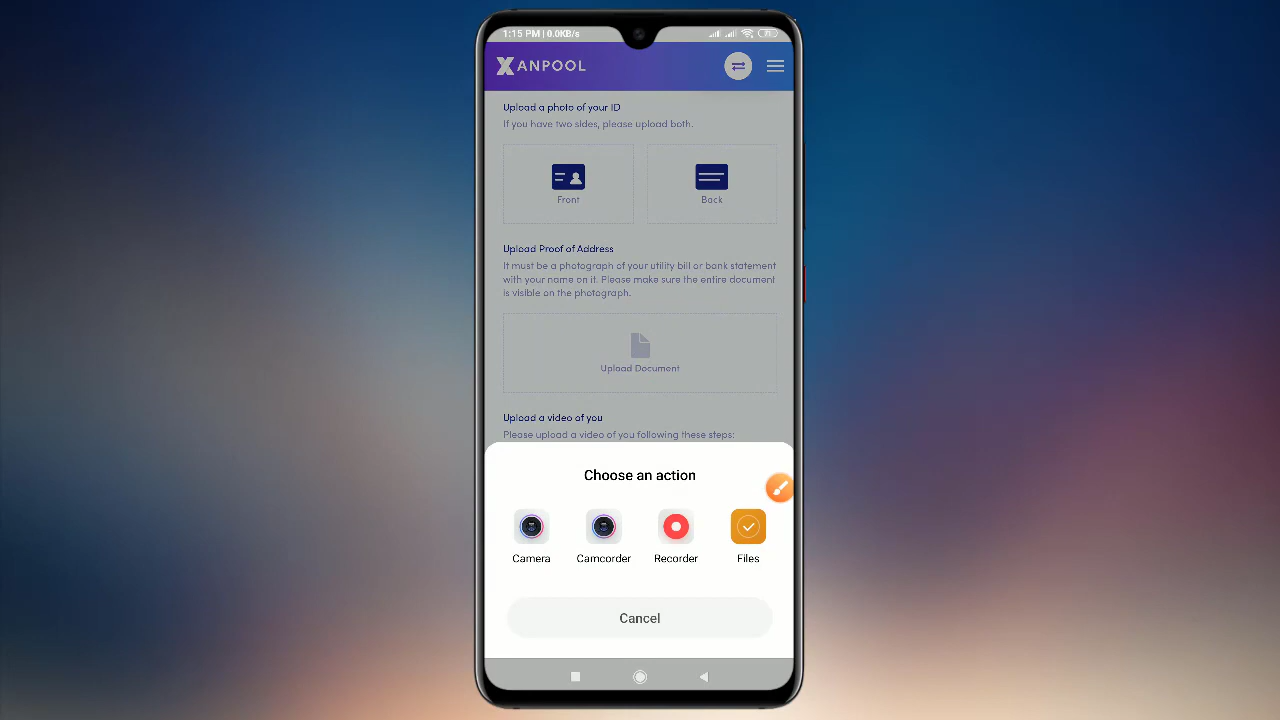 1:15 PM | 0.0KB/s
XANPOOL
Upload a photo of your ID
If you have two sides, please upload both.
Front
Back
Upload Proof of Address
It must be a photograph of your utility bill or bank statement
with your name on it. Please make sure the entire document
is visible on the photograph.
Upload Document
Upload a video of you
Please upload a video of you following these steps:
Choose an action
Camera
Camcorder
Recorder
Files
Cancel